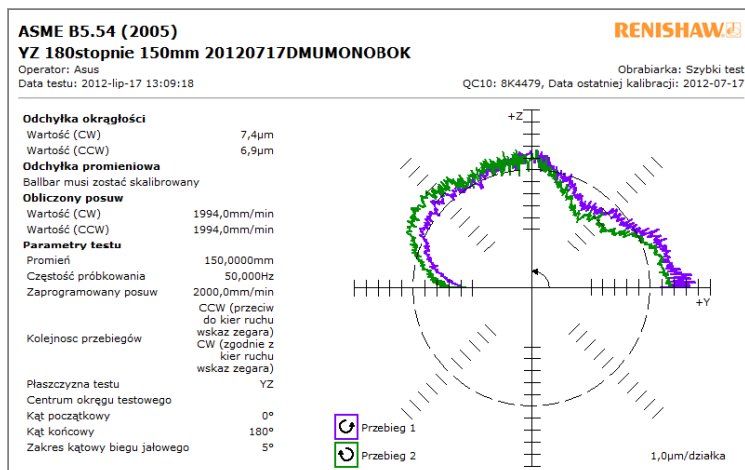 ASME B5.54 (2005)
RENISHAW
YZ 180stopnie 150mm 20120717DMUMONOBOK
Operator: Asus
Obrabiarka: Szybki test
Data testu: 2012-lip-17 13:09:18
QC10: 8K4479, Data ostatniej kalibracji: 2012-07-17
Odchyłka okrągłości
Wartość (CW) 7,4µm
Wartość (CCW) 6,9µm
Odchyłka promieniowa
Ballbar musi zostać skalibrowany
Obliczony posuw
Wartość (CW) 1994,0mm/min
Wartość (CCW) 1994,0mm/min
Parametry testu
Promień 150,0000mm
Częstość próbkowania 50,000Hz
Zaprogramowany posuw 2000,0mm/min
Kolejnosc przebiegów
CCW (przeciw
do kier ruchu
wskaz zegara)
CW (zgodnie z
kier ruchu
wskaz zegara)
Płaszczyzna testu YZ
Centrum okręgu testowego
Kąt początkowy 0°
Kąt końcowy 180°
Zakres kątowy biegu jałowego 5°
+Z
+Y
Przebieg 1
Przebieg 2
1,0µm/działka